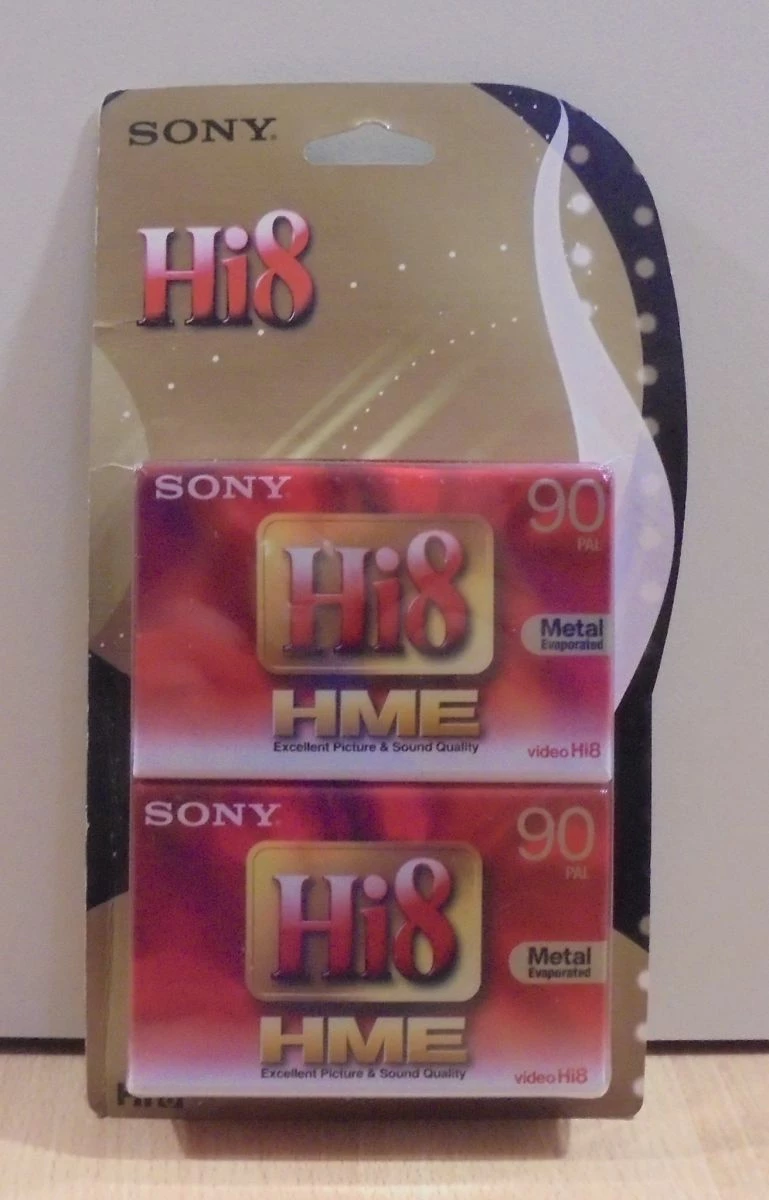 SONY
Hi8
SONY
90
PAL
Hi8
Metal
Evaporated
HME
Excellent Picture & Sound Quality
video Hi8
SONY
90
PAL
Hi8
Metal
Evaporated
HME
Excellent Picture & Sound Quality
video Hi8